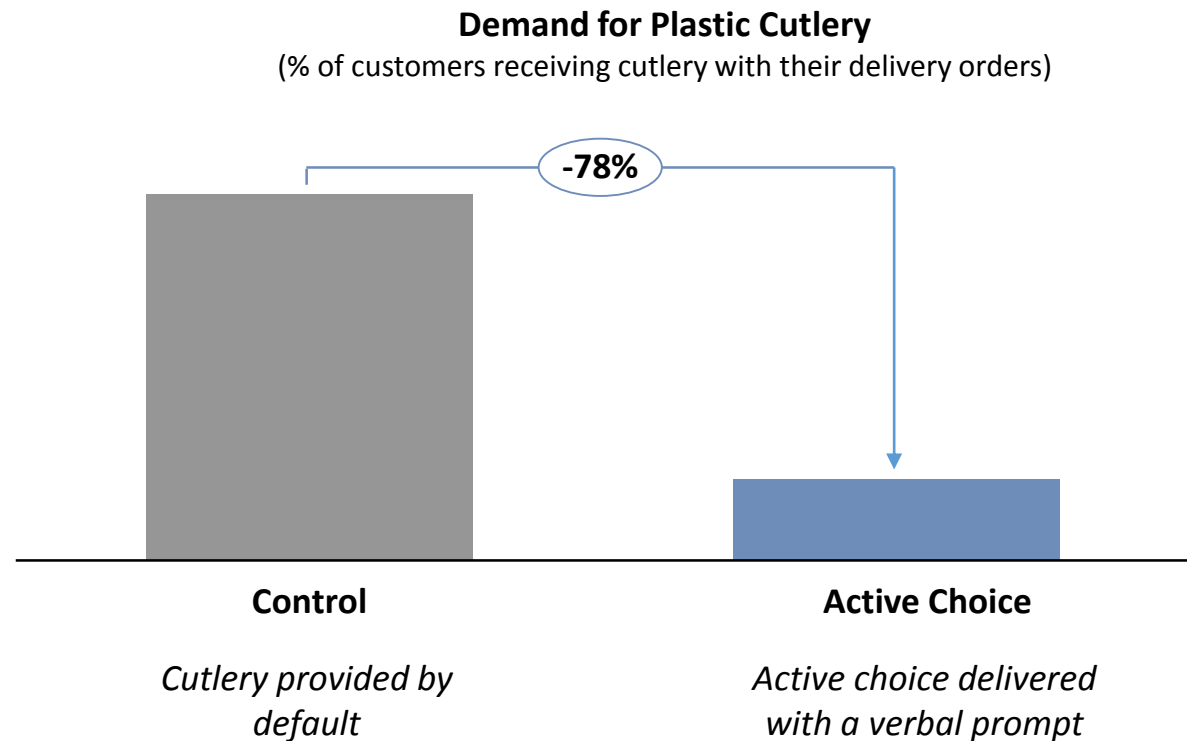 Demand for Plastic Cutlery
(% of customers receiving cutlery with their delivery orders)
-78%
Control
Active Choice
Cutlery provided by
default
Active choice delivered
with a verbal prompt